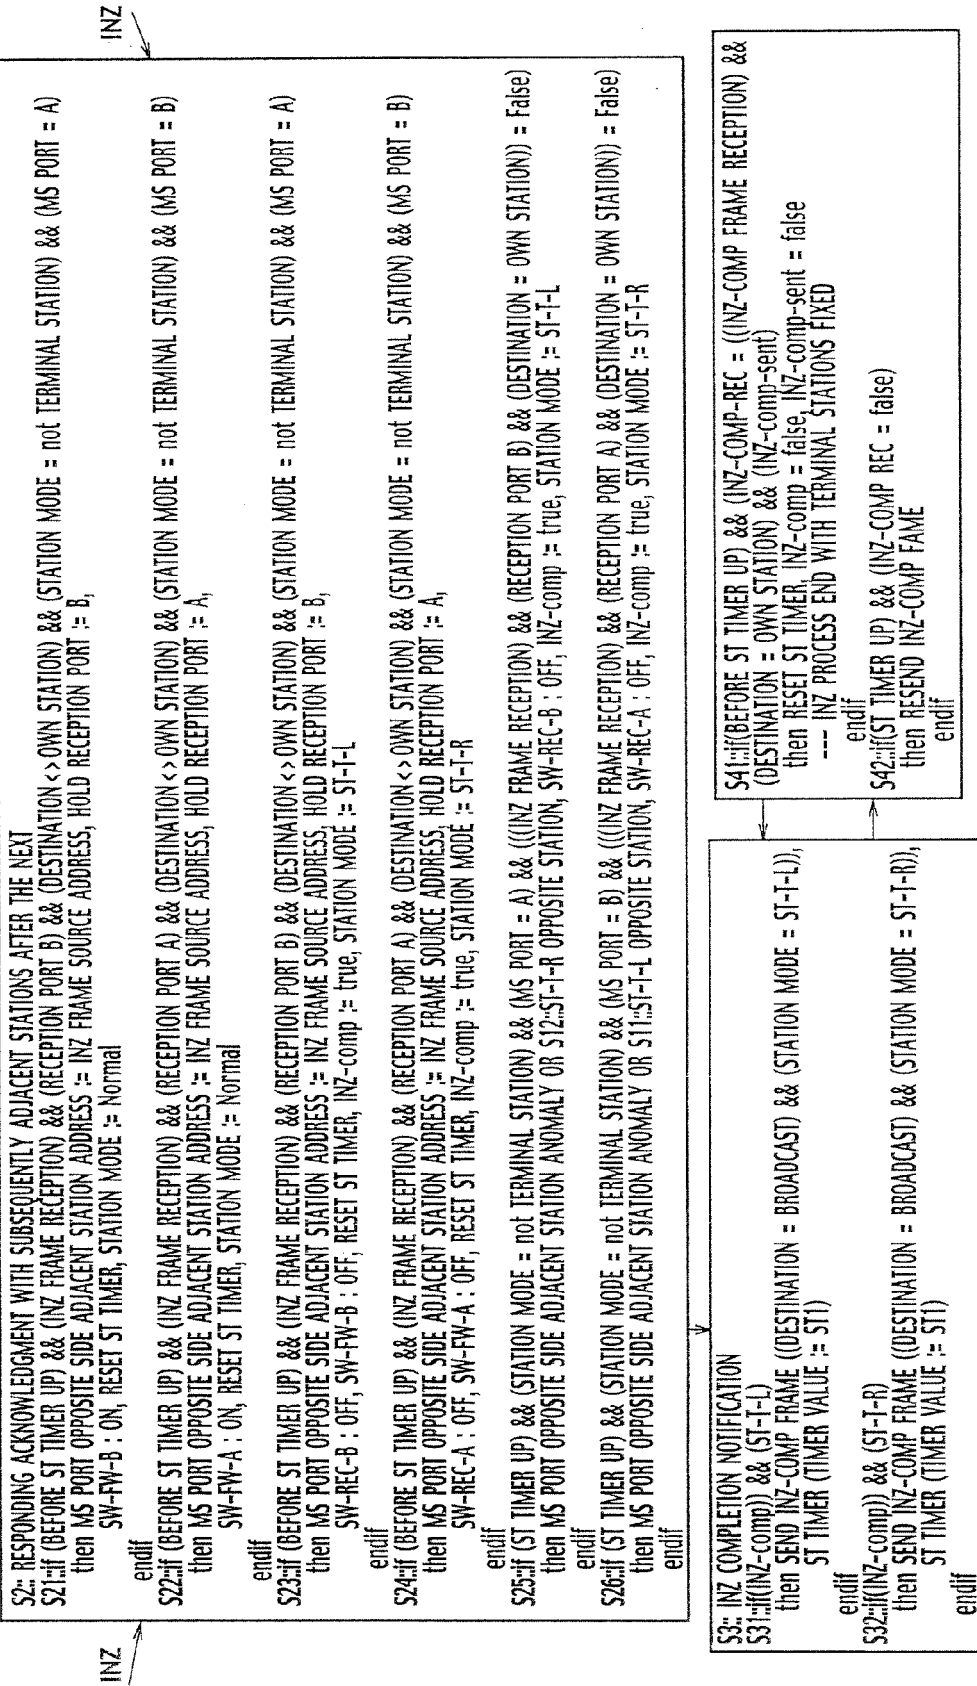 INZ
INZ
S2:: RESPONDING ACKNOWLEDGMENT WITH SUBSEQUENTLY ADJACENT STATIONS AFTER THE NEXT
S21::if (BEFORE ST TIMER UP) && (INZ FRAME RECEPTION) && (RECEPTION PORT B) && (DESTINATION <> OWN STATION) && (STATION MODE = not TERMINAL STATION) && (MS PORT = A)
then MS PORT OPPOSITE SIDE ADJACENT STATION ADDRESS := INZ FRAME SOURCE ADDRESS, HOLD RECEPTION PORT := B,
SW-FW-B : ON, RESET ST TIMER, STATION MODE := Normal
endif
S22::if (BEFORE ST TIMER UP) && (INZ FRAME RECEPTION) && (RECEPTION PORT A) && (DESTINATION <> OWN STATION) && (STATION MODE = not TERMINAL STATION) && (MS PORT = B)
then MS PORT OPPOSITE SIDE ADJACENT STATION ADDRESS := INZ FRAME SOURCE ADDRESS, HOLD RECEPTION PORT := A,
SW-FW-A : ON, RESET ST TIMER, STATION MODE := Normal
endif
S23::if (BEFORE ST TIMER UP) && (INZ FRAME RECEPTION) && (RECEPTION PORT B) && (DESTINATION <> OWN STATION) && (STATION MODE = not TERMINAL STATION) && (MS PORT = A)
then MS PORT OPPOSITE SIDE ADJACENT STATION ADDRESS := INZ FRAME SOURCE ADDRESS, HOLD RECEPTION PORT := B,
SW-REC-B : OFF, SW-FW-B : OFF, RESET ST TIMER, INZ-comp := true, STATION MODE := ST-T-L
endif
S24::if (BEFORE ST TIMER UP) && (INZ FRAME RECEPTION) && (RECEPTION PORT A) && (DESTINATION <> OWN STATION) && (STATION MODE = not TERMINAL STATION) && (MS PORT = B)
then MS PORT OPPOSITE SIDE ADJACENT STATION ADDRESS := INZ FRAME SOURCE ADDRESS, HOLD RECEPTION PORT := A,
SW-REC-A : OFF, SW-FW-A : OFF, RESET ST TIMER, INZ-comp := true, STATION MODE := ST-T-R
endif
S25::if (ST TIMER UP) && (STATION MODE = not TERMINAL STATION) && (MS PORT = A) && (((INZ FRAME RECEPTION) && (RECEPTION PORT B) && (DESTINATION = OWN STATION)) = False)
then MS PORT OPPOSITE SIDE ADJACENT STATION ANOMALY OR S12::ST-T-R OPPOSITE STATION, SW-REC-B : OFF, INZ-comp := true, STATION MODE := ST-T-L
endif
S26::if (ST TIMER UP) && (STATION MODE = not TERMINAL STATION) && (MS PORT = B) && (((INZ FRAME RECEPTION) && (RECEPTION PORT A) && (DESTINATION = OWN STATION)) = False)
then MS PORT OPPOSITE SIDE ADJACENT STATION ANOMALY OR S11::ST-T-L OPPOSITE STATION, SW-REC-A : OFF, INZ-comp := true, STATION MODE := ST-T-R
endif
S3:: INZ COMPLETION NOTIFICATION
S31::if(INZ-comp)) && (ST-T-L)
then SEND INZ-COMP FRAME ((DESTINATION = BROADCAST) && (STATION MODE = ST-T-L)),
ST TIMER (TIMER VALUE := ST1)
endif
S32::if(INZ-comp)) && (ST-T-R)
then SEND INZ-COMP FRAME ((DESTINATION = BROADCAST) && (STATION MODE = ST-T-R)),
ST TIMER (TIMER VALUE := ST1)
endif
S41::if(BEFORE ST TIMER UP) && (INZ-COMP-REC = ((INZ-COMP FRAME RECEPTION) &&
(DESTINATION = OWN STATION) && (INZ-comp-sent)
then RESET ST TIMER, INZ-comp = false, INZ-comp-sent = false
--- INZ PROCESS END WITH TERMINAL STATIONS FIXED
endif
S42::if(ST TIMER UP) && (INZ-COMP REC = false)
then RESEND INZ-COMP FAME
endif